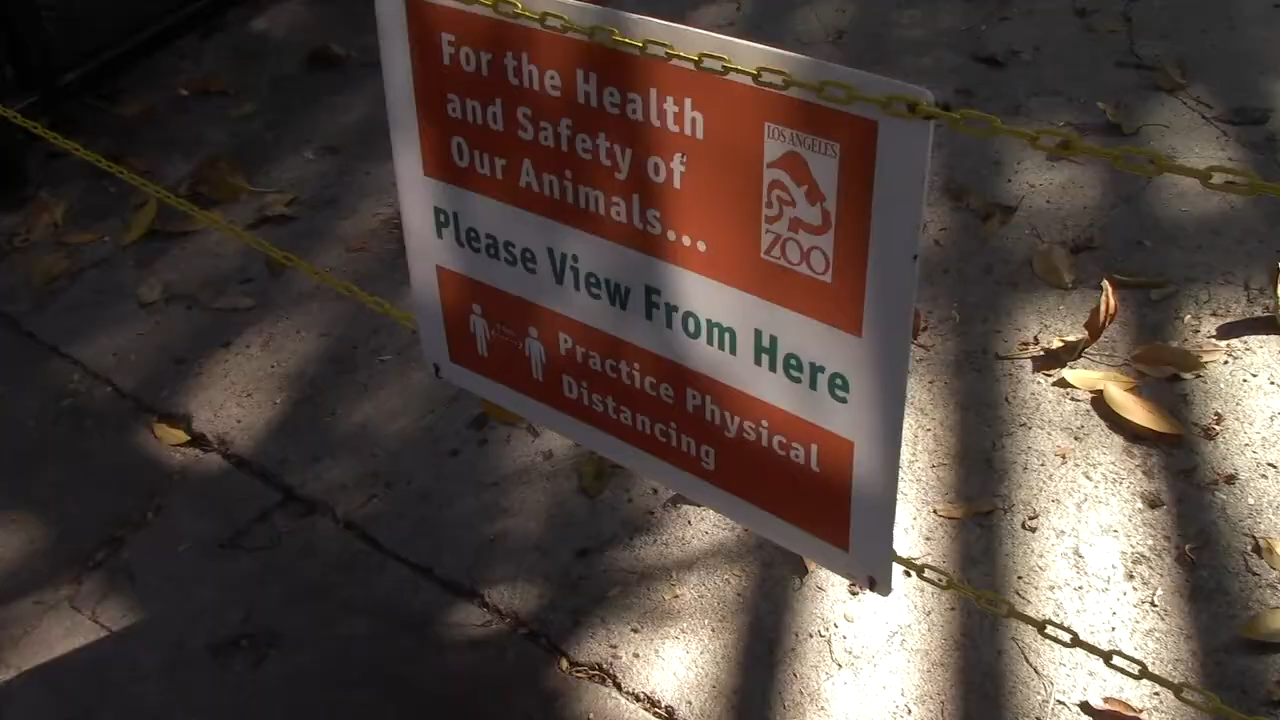 For the Health
and Safety of
Our Animals...
LOS ANGELES
ZOO
Please View From Here
Practice Physical
Distancing